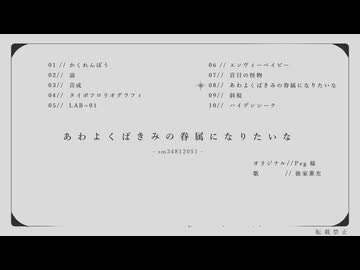 01 // かくれんぼう
02 // 蟲
03 // 音成
04 // タイポフロリオグラフィ
05 // LAB=01
06 // エンヴィーベイビー
07 // 盲目の怪物
08 // あわよくばきみの眷属になりたいな
09 // 斜視
10 // ハイデンシーク
あわよくばきみの眷属になりたいな
- sm34812051 -
オリジナル//Peg 様
歌 // 後家兼光
転載禁止